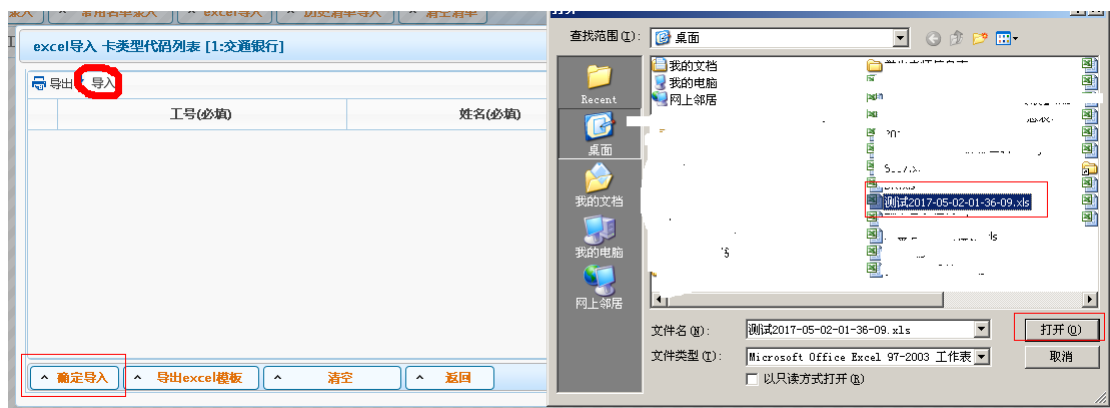 excel导入
清空清单
excel导入 卡类型代码列表 [1:交通银行]
导出 导入
工号(必填) 姓名(必填)
确定导入 导出excel模板 清空 返回
查找范围(I): 桌面
Recent
桌面
我的文档
我的电脑
网上邻居
我的文档
我的电脑
网上邻居
测试2017-05-02-01-36-09.xls
文件名(N): 测试2017-05-02-01-36-09.xls 打开(O)
文件类型(T): Microsoft Office Excel 97-2003 工作表 取消
以只读方式打开(R)